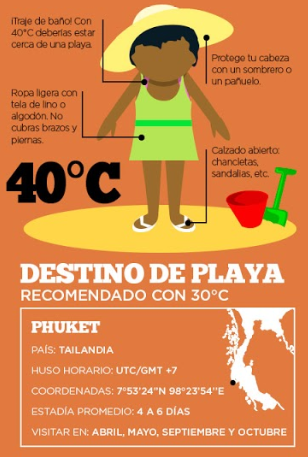 ¡Traje de baño! Con
40°C deberías estar
cerca de una playa.
Protege tu cabeza
con un sombrero o
un pañuelo.
Ropa ligera con
tela de lino o
algodón. No
cubras brazos y
piernas.
Calzado abierto:
chancletas,
sandalias, etc.
40°C
DESTINO DE PLAYA
RECOMENDADO CON 30°C
PHUKET
PAÍS: TAILANDIA
HUSO HORARIO: UTC/GMT +7
COORDENADAS: 7°53'24"N 98°23'54"E
ESTADÍA PROMEDIO: 4 A 6 DÍAS
VISITAR EN: ABRIL, MAYO, SEPTIEMBRE Y OCTUBRE